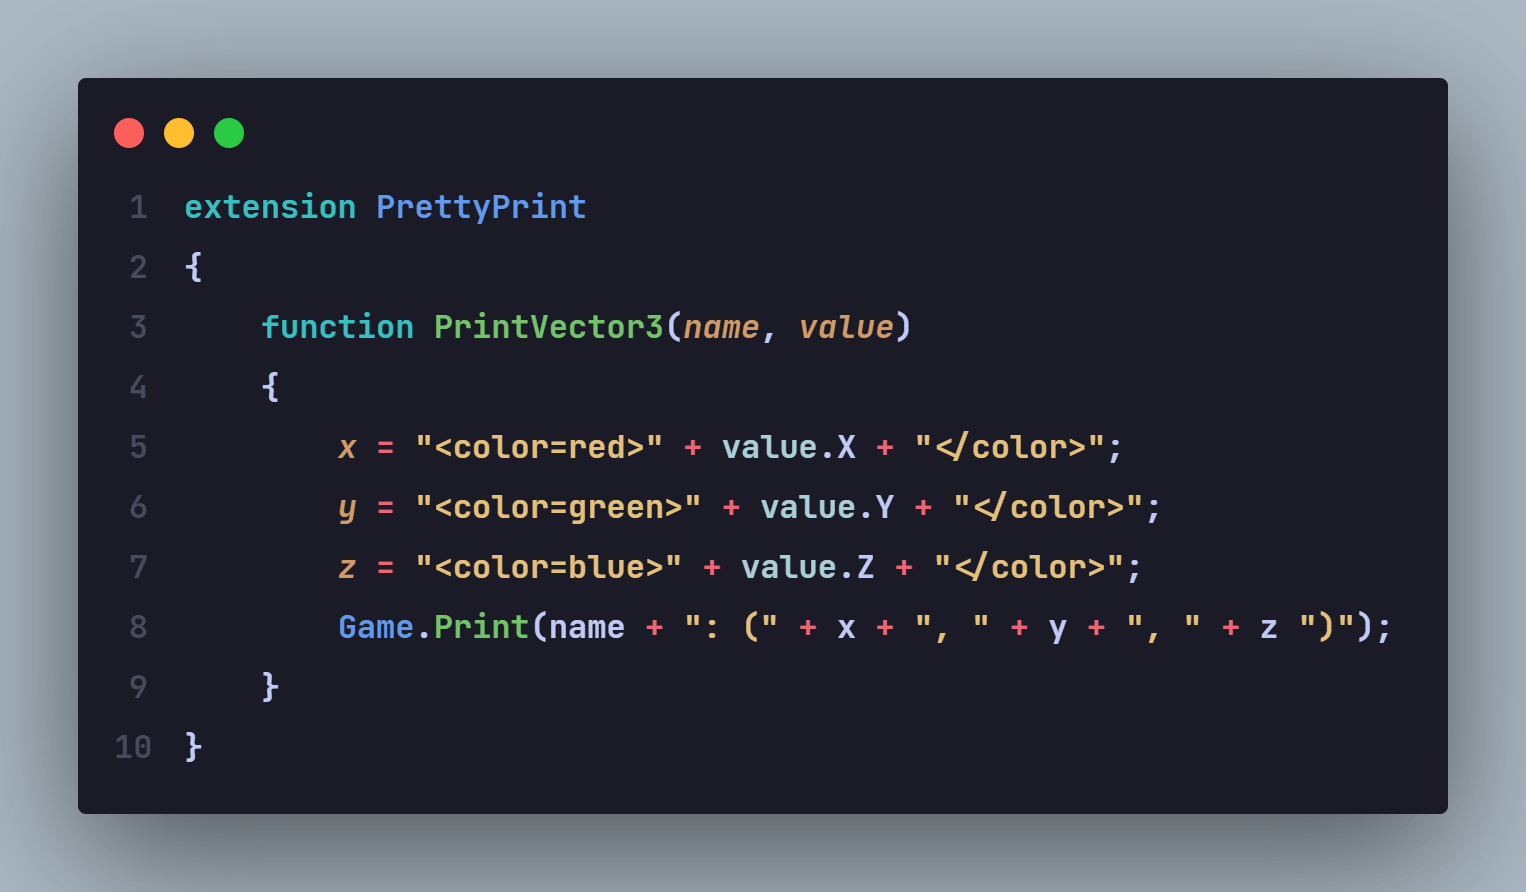 1 extension PrettyPrint
2 {
3     function PrintVector3(name, value)
4     {
5         x = "<color=red>" + value.X + "</color>";
6         y = "<color=green>" + value.Y + "</color>";
7         z = "<color=blue>" + value.Z + "</color>";
8         Game.Print(name + ": (" + x + ", " + y + ", " + z ")");
9     }
10 }